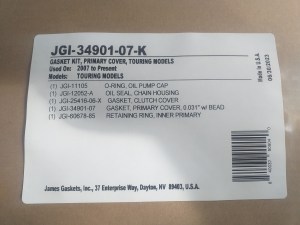 JGI-34901-07-K
GASKET KIT, PRIMARY COVER, TOURING MODELS
Used On: 2007 to Present
Models: TOURING MODELS
(1) JGI-11105 O-RING, OIL PUMP CAP
(1) JGI-12052-A OIL SEAL, CHAIN HOUSING
(1) JGI-25416-06-X GASKET, CLUTCH COVER
(1) JGI-34901-07 GASKET, PRIMARY COVER, 0.031" w/ BEAD
(1) JGI-60678-85 RETAINING RING, INNER PRIMARY
James Gaskets, Inc., 37 Enterprise Way, Dayton, NV 89403, U.S.A.
Made in U.S.A